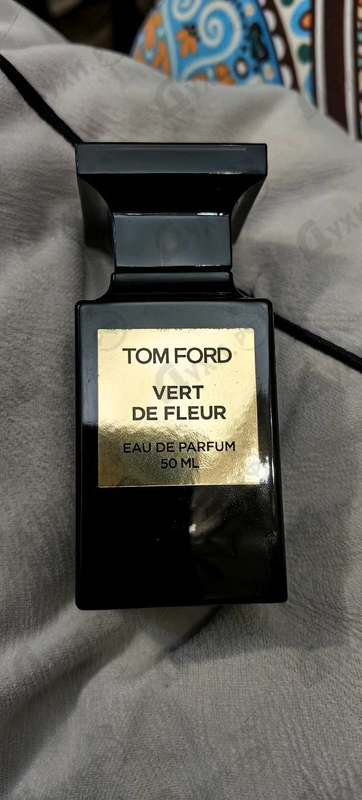 TOM FORD
VERT
DE FLEUR
EAU DE PARFUM
50 ML